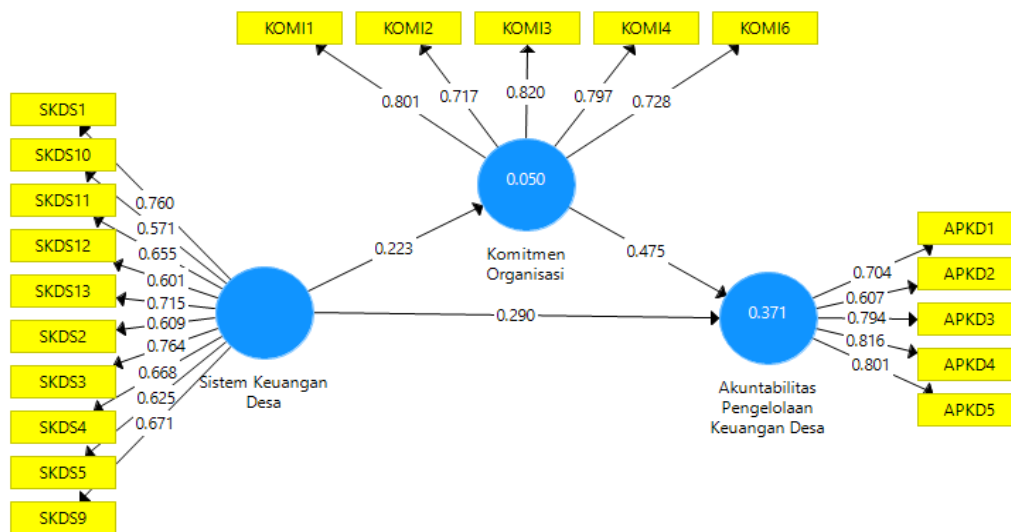 KOMI1 KOMI2 KOMI3 KOMI4 KOMI6
0.801 0.717 0.820 0.797 0.728
SKDS1
SKDS10
SKDS11
SKDS12
SKDS13
SKDS2
SKDS3
SKDS4
SKDS5
SKDS9
0.760
0.571
0.655
0.601
0.715
0.609
0.764
0.668
0.625
0.671
Sistem Keuangan
Desa
0.223
0.050
Komitmen
Organisasi
0.475
0.290
0.371
Akuntabilitas
Pengelolaan
Keuangan Desa
0.704
0.607
0.794
0.816
0.801
APKD1
APKD2
APKD3
APKD4
APKD5